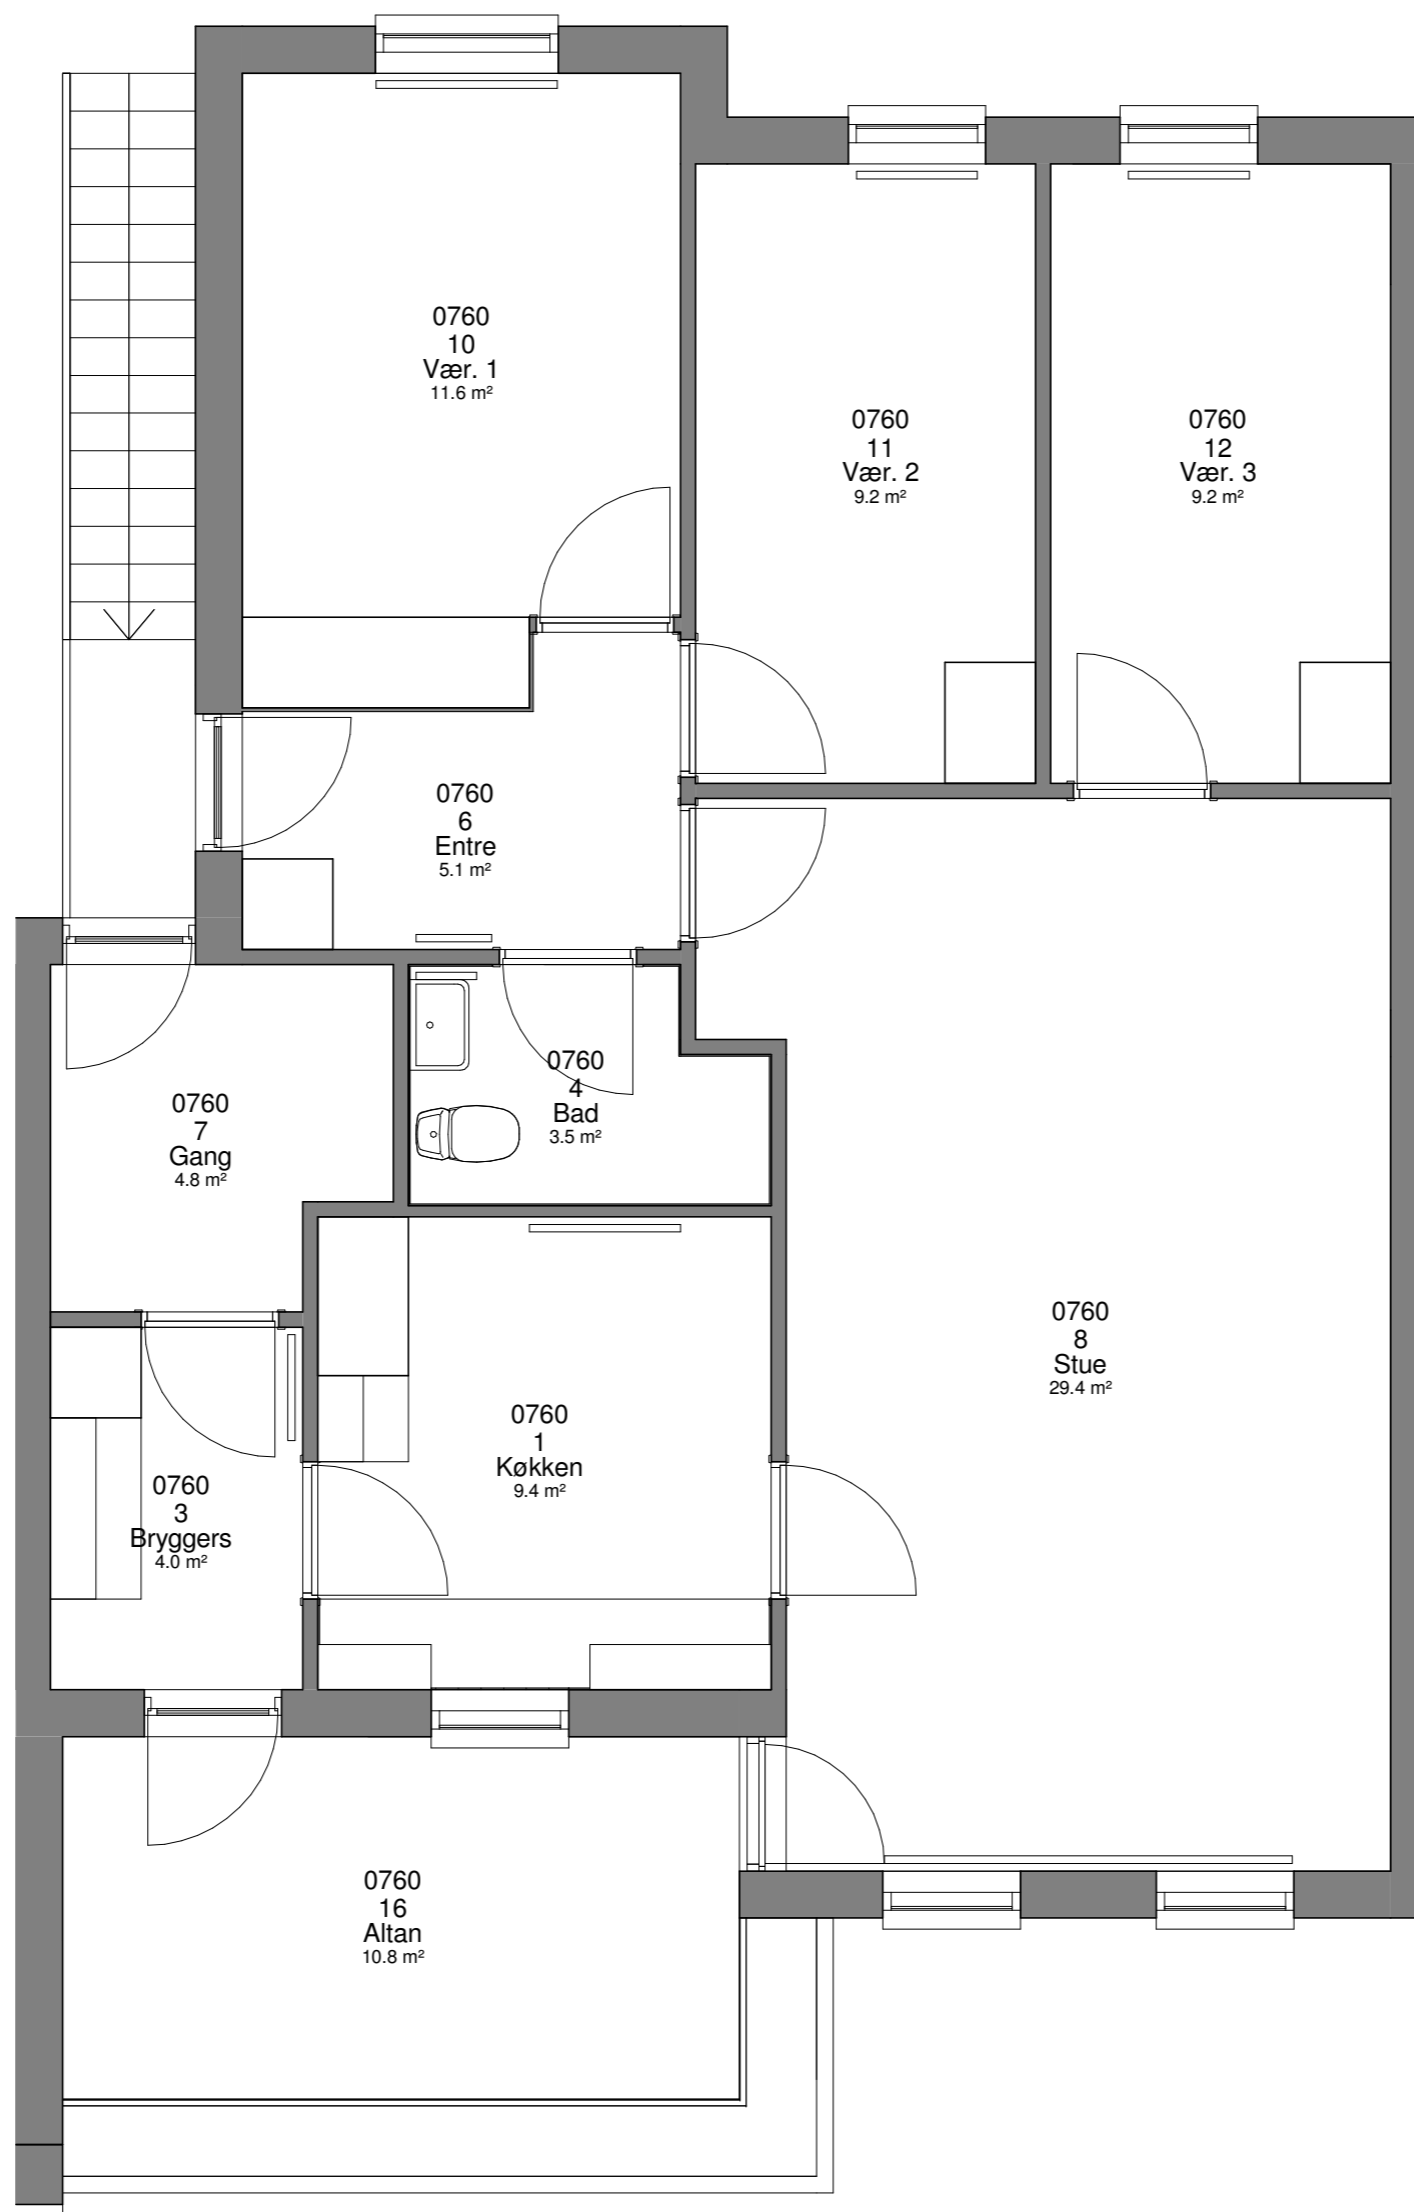 0760
10
Vær. 1
11.6 m²
0760
11
Vær. 2
9.2 m²
0760
12
Vær. 3
9.2 m²
0760
6
Entre
5.1 m²
0760
4
Bad
3.5 m²
0760
7
Gang
4.8 m²
0760
8
Stue
29.4 m²
0760
1
Køkken
9.4 m²
0760
3
Bryggers
4.0 m²
0760
16
Altan
10.8 m²